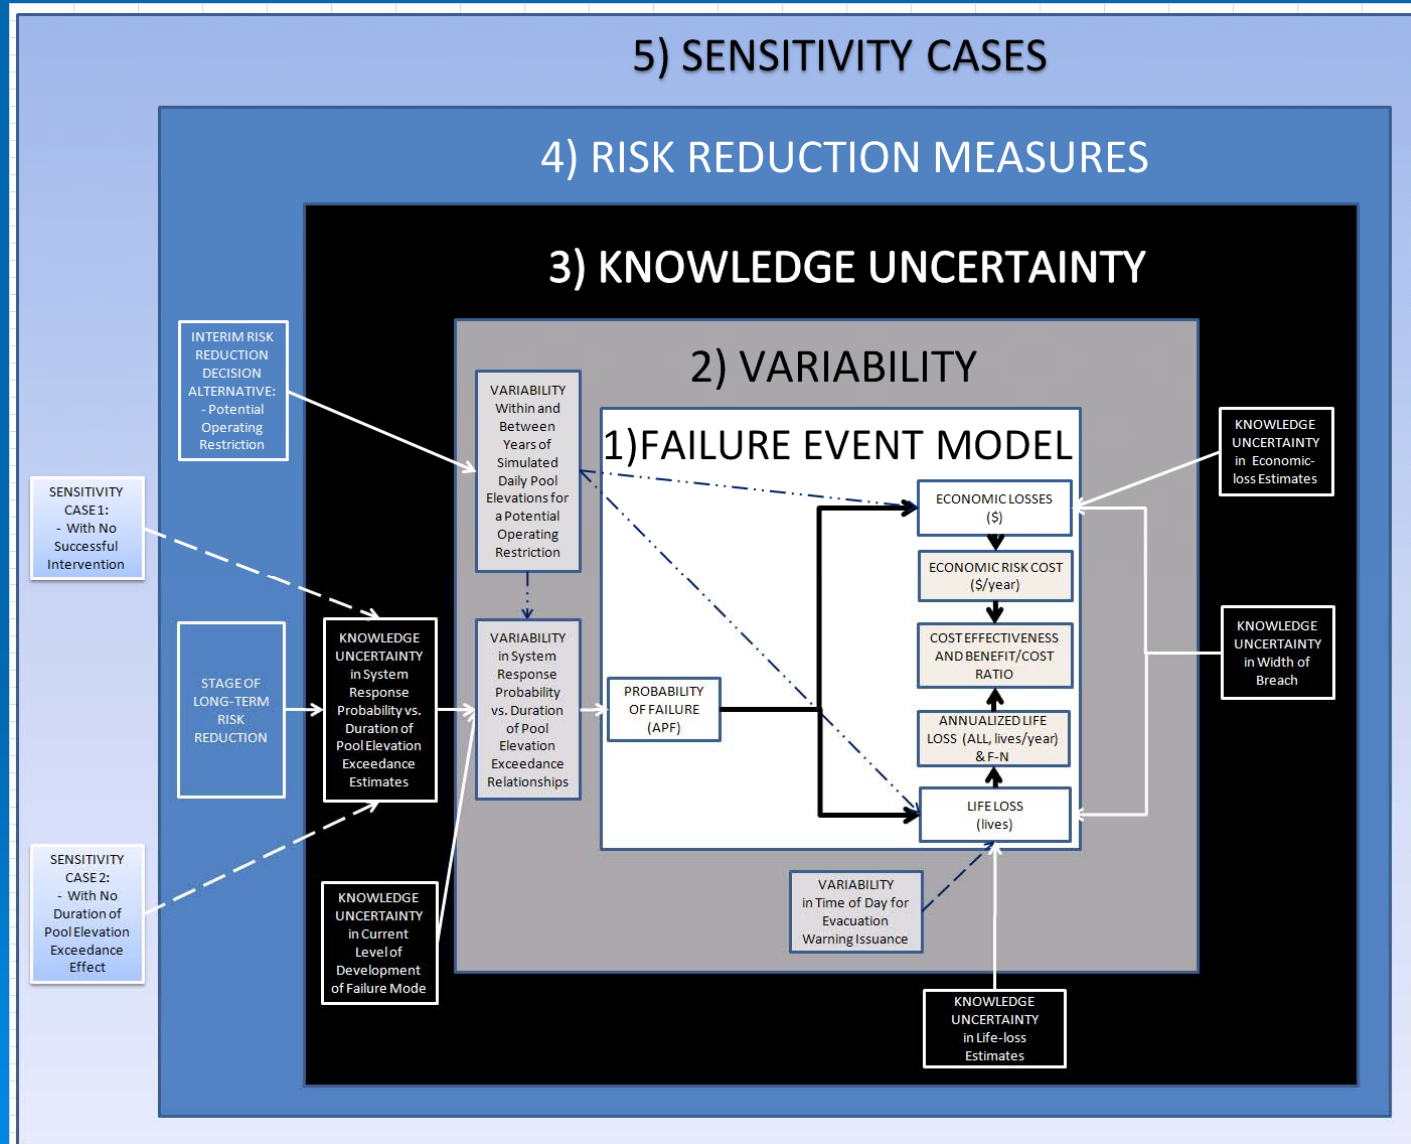 5) SENSITIVITY CASES
4) RISK REDUCTION MEASURES
3) KNOWLEDGE UNCERTAINTY
2) VARIABILITY
1)FAILURE EVENT MODEL
INTERIM RISK
REDUCTION
DECISION
ALTERNATIVE:
- Potential
Operating
Restriction
SENSITIVITY
CASE 1:
- With No
Successful
Intervention
STAGE OF
LONG-TERM
RISK
REDUCTION
SENSITIVITY
CASE 2:
- With No
Duration of
Pool Elevation
Exceedance
Effect
KNOWLEDGE
UNCERTAINTY
in System
Response
Probability vs.
Duration of
Pool Elevation
Exceedance
Estimates
KNOWLEDGE
UNCERTAINTY
in Current
Level of
Development
of Failure Mode
VARIABILITY
Within and
Between
Years of
Simulated
Daily Pool
Elevations for
a Potential
Operating
Restriction
VARIABILITY
in System
Response
Probability
vs. Duration
of Pool
Elevation
Exceedance
Relationships
PROBABILITY
OF FAILURE
(APF)
ECONOMIC LOSSES
($)
ECONOMIC RISK COST
($/year)
COST EFFECTIVENESS
AND BENEFIT/COST
RATIO
ANNUALIZED LIFE
LOSS (ALL, lives/year)
& F-N
LIFE LOSS
(lives)
VARIABILITY
in Time of Day for
Evacuation
Warning Issuance
KNOWLEDGE
UNCERTAINTY
in Life-loss
Estimates
KNOWLEDGE
UNCERTAINTY
in Economic-
loss Estimates
KNOWLEDGE
UNCERTAINTY
in Width of
Breach